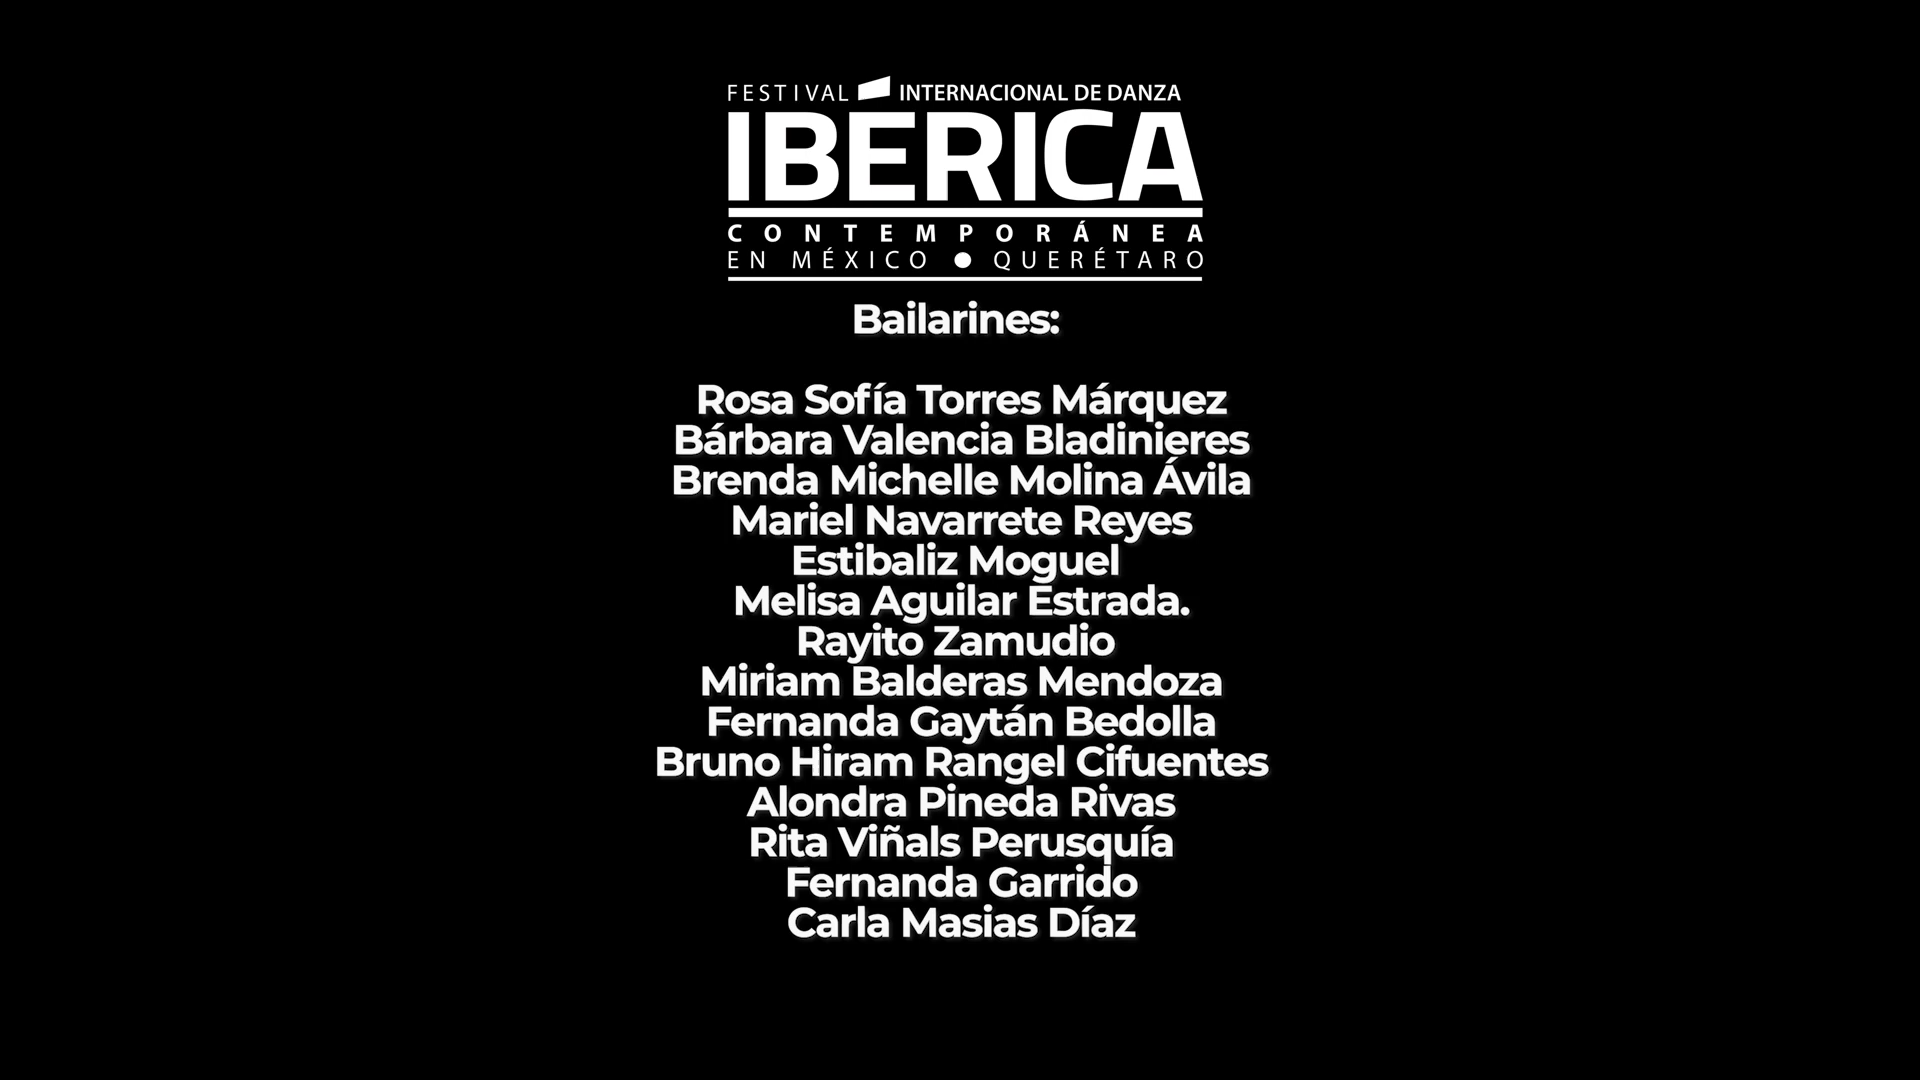 FESTIVAL INTERNACIONAL DE DANZA
IBERICA
CONTEMPORÁNEA
EN MÉXICO • QUERÉTARO
Bailarines:
Rosa Sofía Torres Márquez
Bárbara Valencia Bladinieres
Brenda Michelle Molina Ávila
Mariel Navarrete Reyes
Estibaliz Moguel
Melisa Aguilar Estrada.
Rayito Zamudio
Miriam Balderas Mendoza
Fernanda Gaytán Bedolla
Bruno Hiram Rangel Cifuentes
Alondra Pineda Rivas
Rita Viñals Perusquía
Fernanda Garrido
Carla Masias Díaz